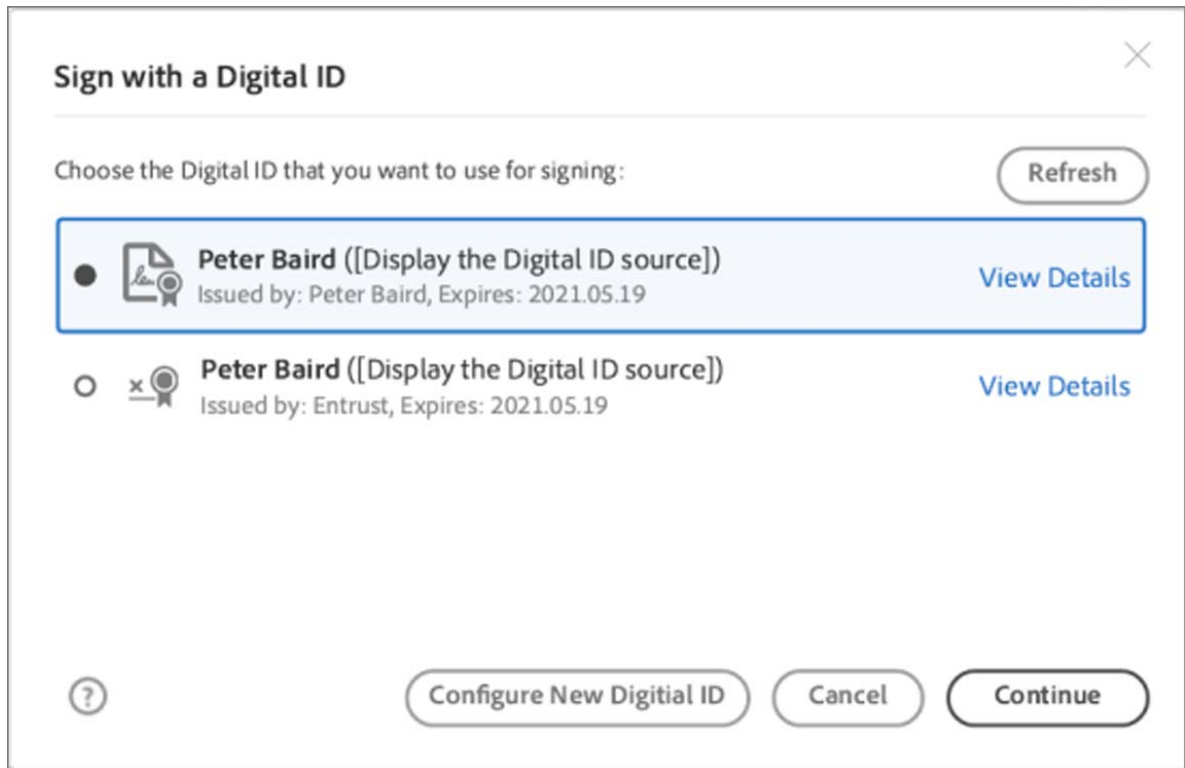 Sign with a Digital ID
Choose the Digital ID that you want to use for signing:
Refresh
Peter Baird ([Display the Digital ID source])
Issued by: Peter Baird, Expires: 2021.05.19
View Details
Peter Baird ([Display the Digital ID source])
Issued by: Entrust, Expires: 2021.05.19
View Details
?
Configure New Digitial ID
Cancel
Continue